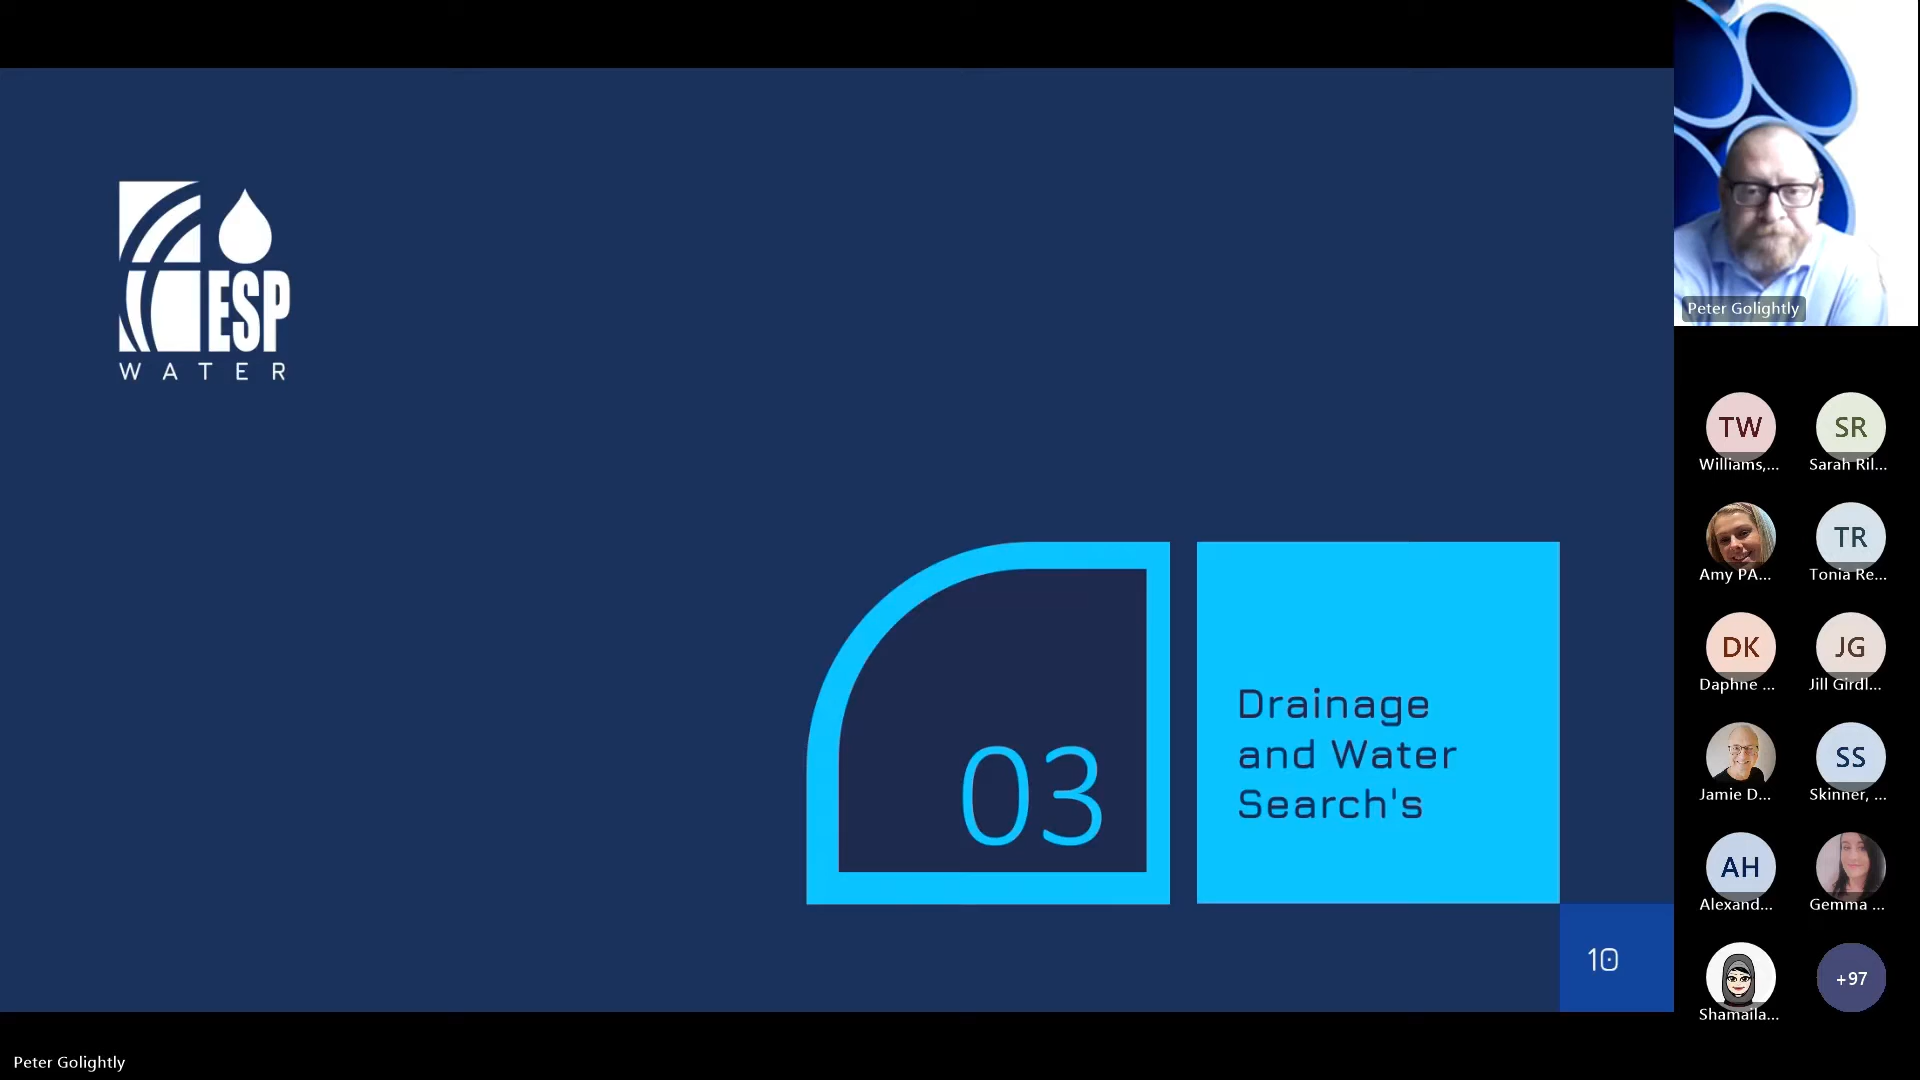 ESP
WATER
03
Drainage
and Water
Search's
10
Peter Golightly
TW
Williams,...
SR
Sarah Ril...
Amy PA...
TR
Tonia Re...
DK
Daphne ...
JG
Jill Girdl...
Jamie D...
SS
Skinner, ...
AH
Alexand...
Gemma ...
Shamaila...
+97
Peter Golightly